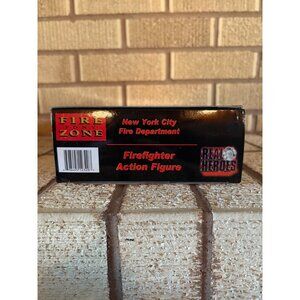 FIRE
ZONE
New York City
Fire Department
Firefighter
Action Figure
REAL
HEROES